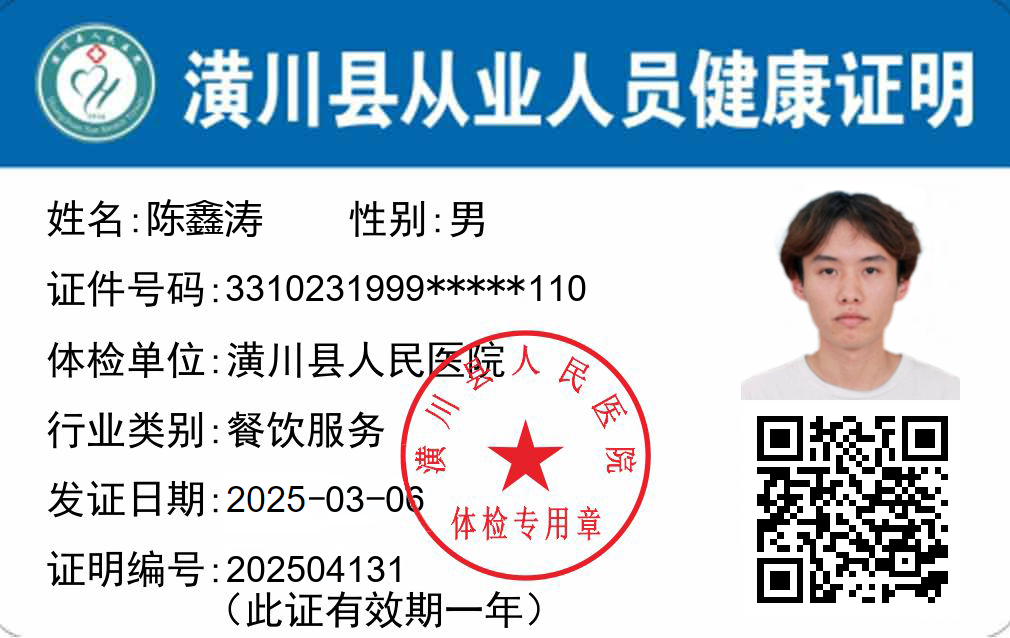 潢川县从业人员健康证明
姓名:陈鑫涛 性别:男
证件号码:3310231999*****110
体检单位:潢川县人民医院
行业类别:餐饮服务
发证日期:2025-03-06
证明编号:202504131
(此证有效期一年)
潢川县人民医院
体检专用章